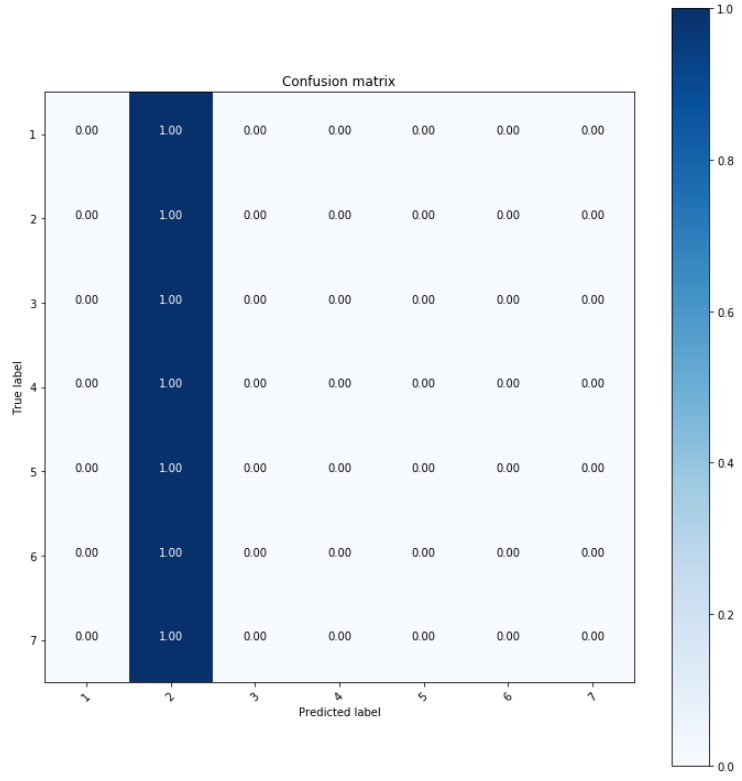 Confusion matrix
1.0
0.8
0.6
0.4
0.2
0.0
True label
1 0.00 1.00 0.00 0.00 0.00 0.00 0.00
2 0.00 1.00 0.00 0.00 0.00 0.00 0.00
3 0.00 1.00 0.00 0.00 0.00 0.00 0.00
4 0.00 1.00 0.00 0.00 0.00 0.00 0.00
5 0.00 1.00 0.00 0.00 0.00 0.00 0.00
6 0.00 1.00 0.00 0.00 0.00 0.00 0.00
7 0.00 1.00 0.00 0.00 0.00 0.00 0.00
1 2 3 4 5 6 7
Predicted label